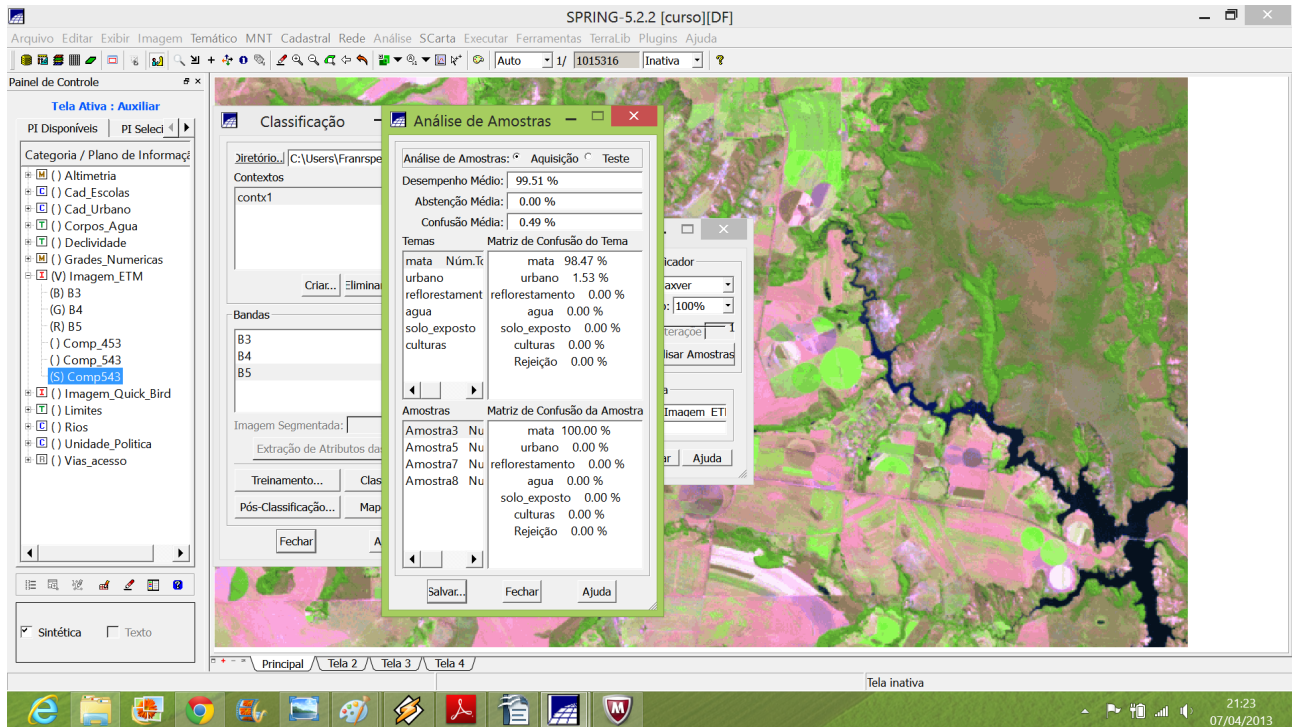 SPRING-5.2.2 [curso][DF]
Arquivo Editar Exibir Imagem Temático MNT Cadastral Rede Análise SCarta Executar Ferramentas TerraLib Plugins Ajuda
Auto 1/ 1015316 Inativa
Painel de Controle
Tela Ativa : Auxiliar
PI Disponíveis PI Seleci
Categoria / Plano de Informaçã
() Altimetria
() Cad_Escolas
() Cad_Urbano
() Corpos_Agua
() Declividade
() Grades_Numericas
(V) Imagem_ETM
(B) B3
(G) B4
(R) B5
() Comp_453
() Comp_543
(S) Comp543
() Imagem_Quick_Bird
() Limites
() Rios
() Unidade_Politica
() Vias_acesso
Sintética Texto
Classificação
Diretório.. C:\Users\Franrspe
Contextos
contx1
Criar... Eliminar
Bandas
B3
B4
B5
Imagem Segmentada:
Extração de Atributos das
Treinamento... Clas
Pós-Classificação... Map
Fechar A
Análise de Amostras
Análise de Amostras: Aquisição Teste
Desempenho Médio: 99.51 %
Abstenção Média: 0.00 %
Confusão Média: 0.49 %
Temas Matriz de Confusão do Tema
mata Núm.Tc mata 98.47 %
urbano urbano 1.53 %
reflorestament reflorestamento 0.00 %
agua agua 0.00 %
solo_exposto solo_exposto 0.00 %
culturas culturas 0.00 %
Rejeição 0.00 %
Amostras Matriz de Confusão da Amostra
Amostra3 Nu mata 100.00 %
Amostra5 Nu urbano 0.00 %
Amostra7 Nu reflorestamento 0.00 %
Amostra8 Nu agua 0.00 %
solo_exposto 0.00 %
culturas 0.00 %
Rejeição 0.00 %
Salvar... Fechar Ajuda
icador
axver
: 100%
terações 1
lisar Amostras
a
Imagem ETI
ar Ajuda
Principal Tela 2 Tela 3 Tela 4
Tela inativa
21:23
07/04/2013